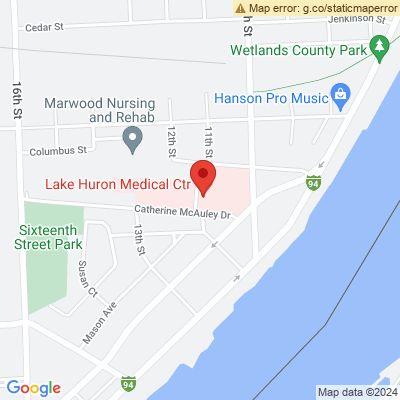 Map error: g.co/staticmaperror
Cedar St
Jenkinson St
Wetlands County Park
16th St
h St
Hanson Pro Music
Marwood Nursing
and Rehab
12th St
11th St
Columbus St
Lake Huron Medical Ctr
94
Catherine McAuley Dr
Sixteenth
Street Park
13th St
Susan Ct
Mason Ave
94
Google
Map data ©2024